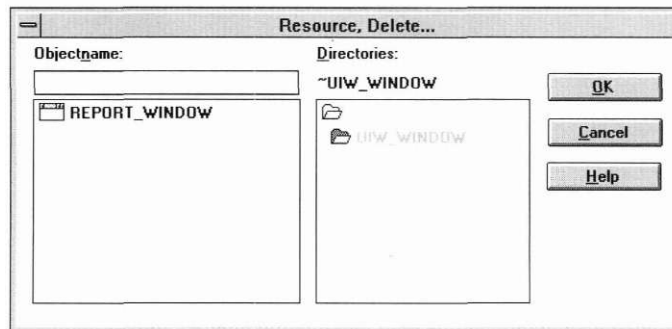 Resource, Delete...
Objectname:
Directories:
~UIW_WINDOW
REPORT_WINDOW
UIW_WINDOW
OK
Cancel
Help